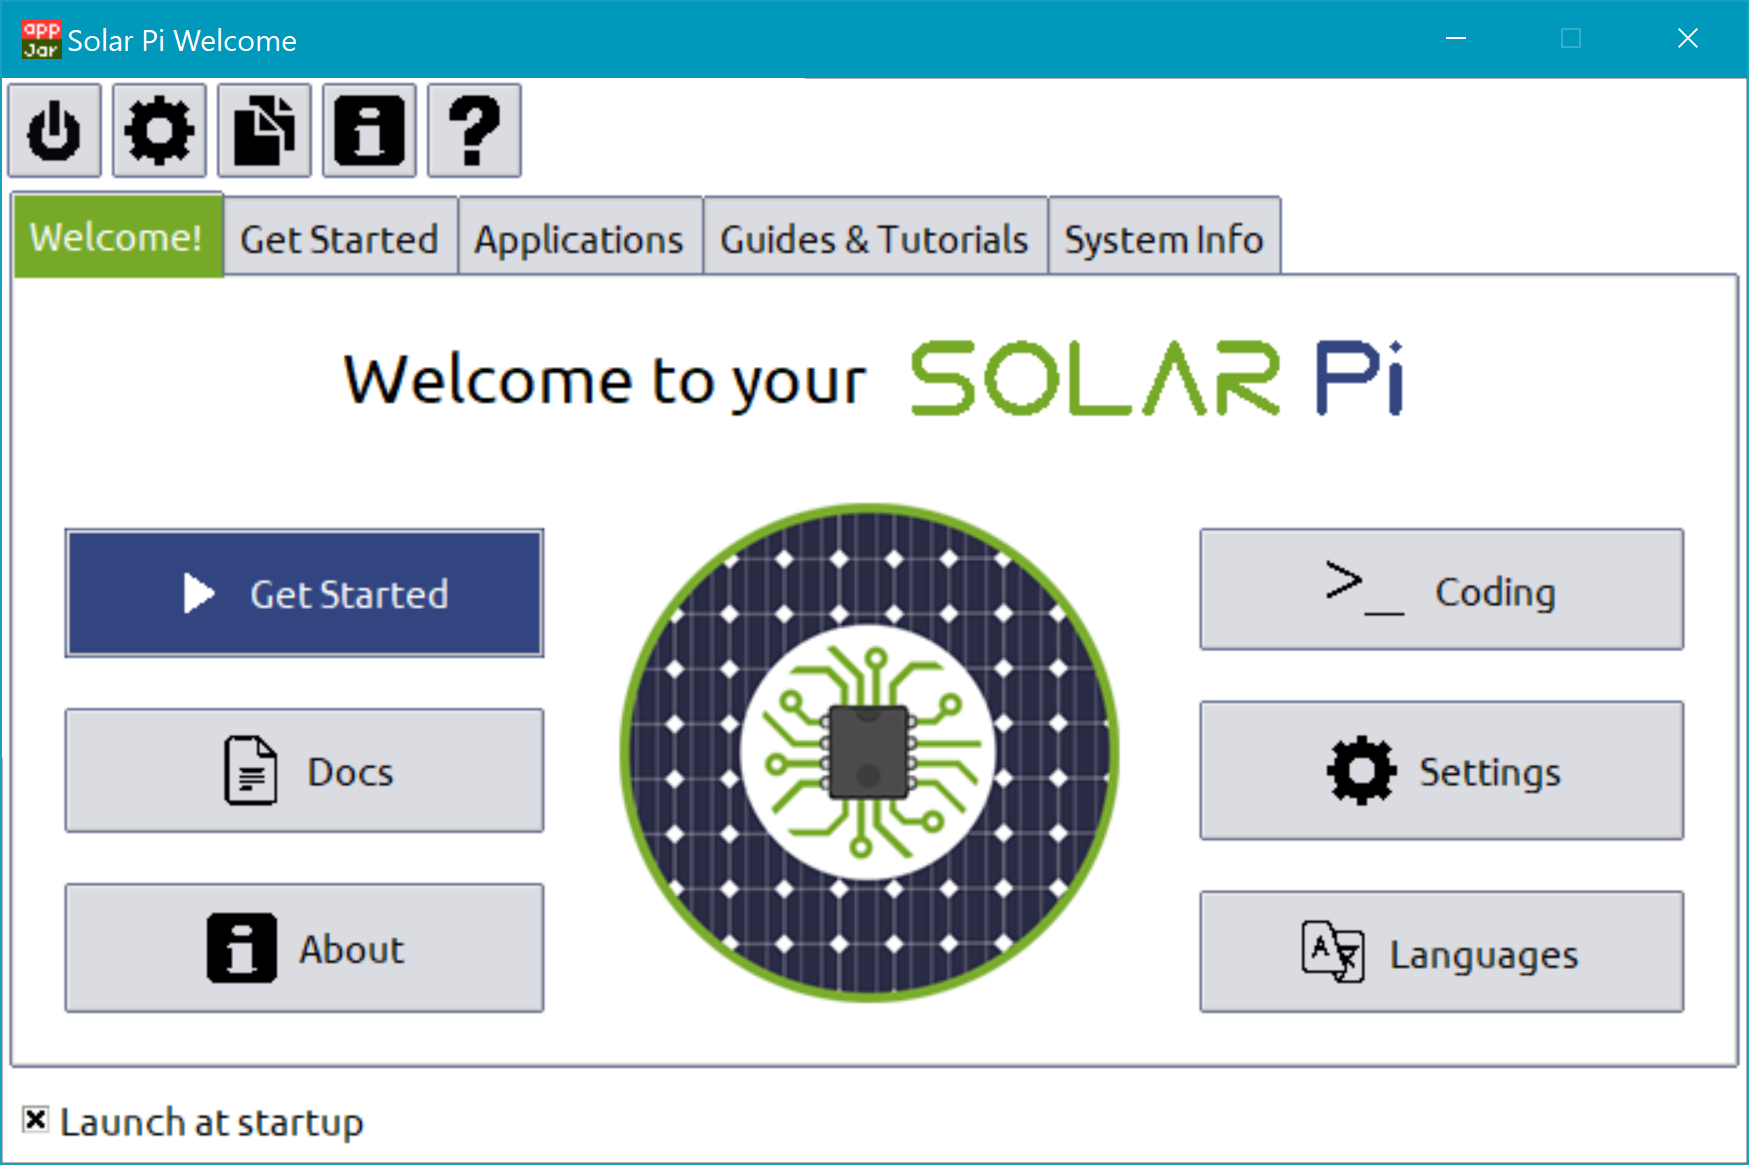 app
Jar
Solar Pi Welcome
Welcome!
Get Started
Applications
Guides & Tutorials
System Info
Welcome to your SOLAR Pi
Get Started
>_ Coding
Docs
Settings
About
Languages
Launch at startup